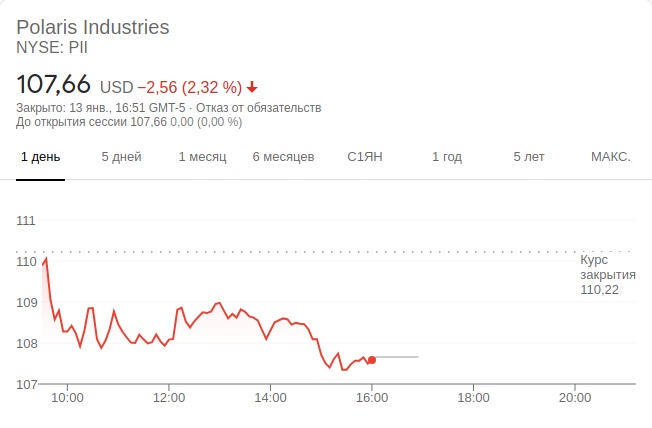 Polaris Industries
NYSE: PII
107,66 USD −2,56 (2,32 %)
Закрыто: 13 янв., 16:51 GMT-5 · Отказ от обязательств
До открытия сессии 107,66 0,00 (0,00 %)
1 день 5 дней 1 месяц 6 месяцев С1ЯН 1 год 5 лет МАКС.
111
110
109
108
107
Курс
закрытия
110,22
10:00 12:00 14:00 16:00 18:00 20:00